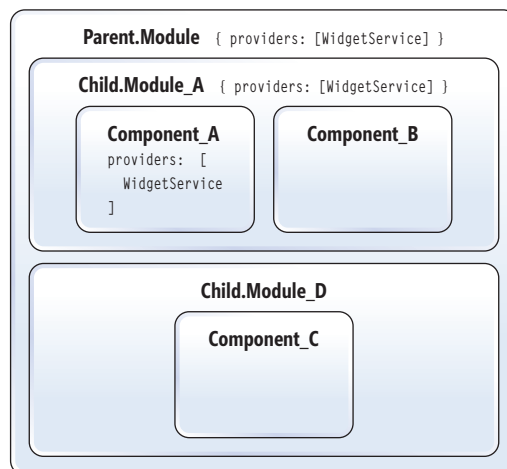 Parent.Module { providers: [WidgetService] }
Child.Module_A { providers: [WidgetService] }
Component_A
providers: [
WidgetService
]
Component_B
Child.Module_D
Component_C